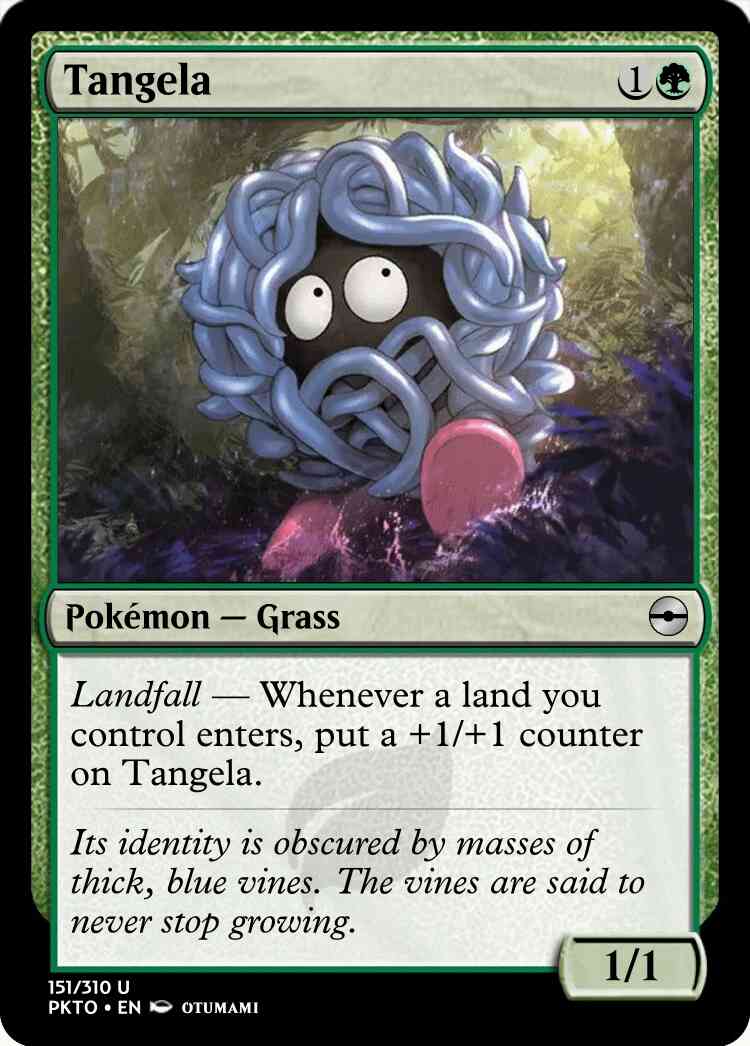 Tangela 1
Pokémon — Grass
Landfall — Whenever a land you
control enters, put a +1/+1 counter
on Tangela.
Its identity is obscured by masses of
thick, blue vines. The vines are said to
never stop growing.
1/1
151/310 U
PKTO • EN OTUMAMI